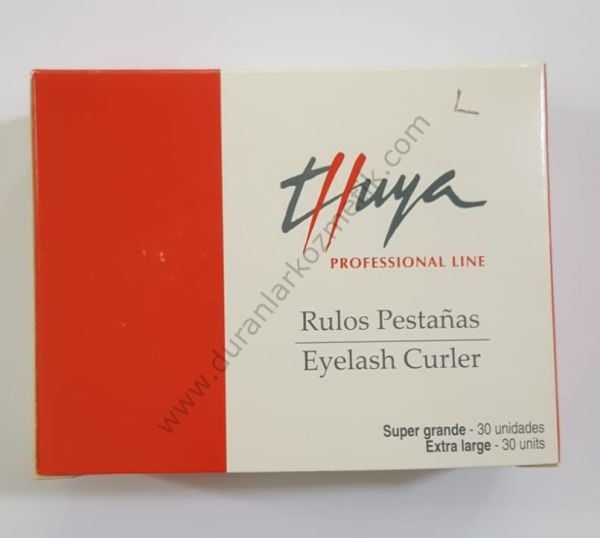 L
thuya
PROFESSIONAL LINE
Rulos Pestañas
Eyelash Curler
Super grande - 30 unidades
Extra large - 30 units
www.duranlarkozmetik.com